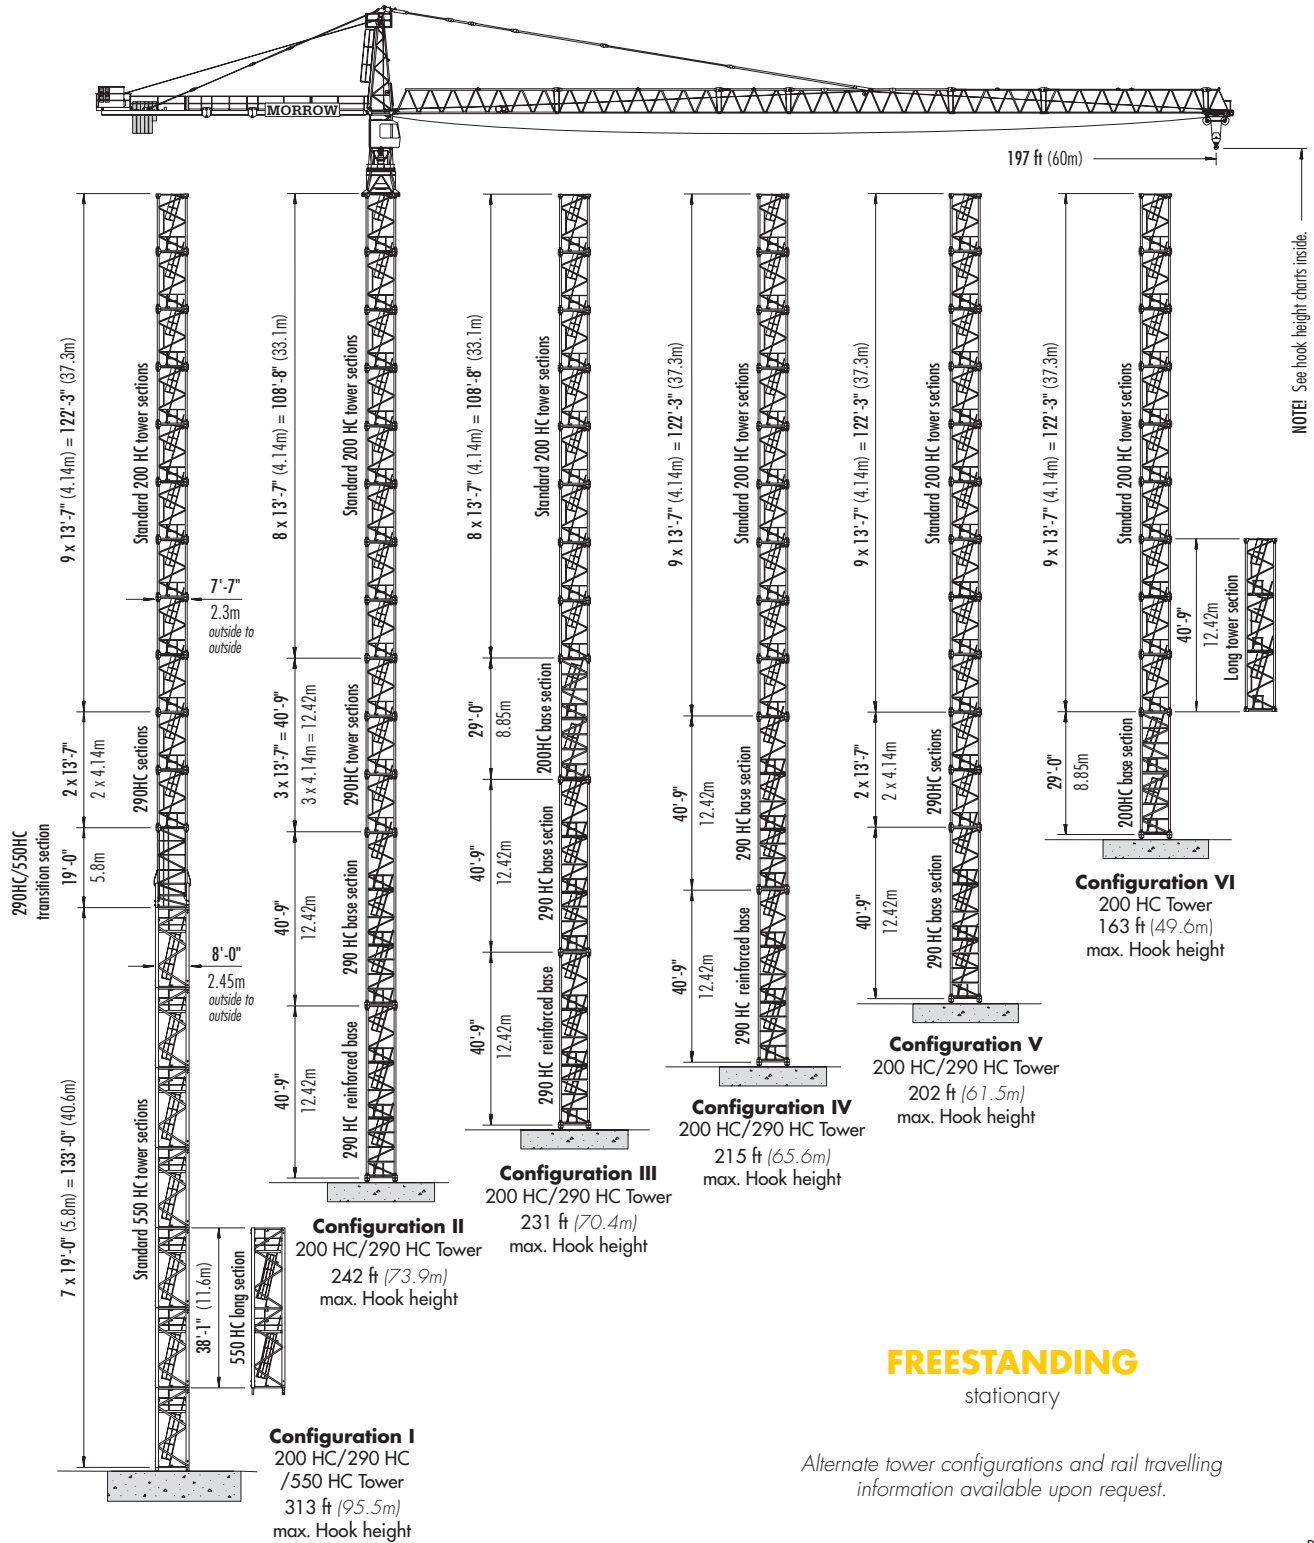 MORROW
197 ft (60m)
NOTE! See hook height charts inside.
9 x 13'-7" (4.14m) = 122'-3" (37.3m)
Standard 200 HC tower sections
7'-7"
2.3m
outside to
outside
2 x 13'-7"
2 x 4.14m
290HC sections
290HC/550HC
transition section
19'-0"
5.8m
8'-0"
2.45m
outside to
outside
7 x 19'-0" (5.8m) = 133'-0" (40.6m)
Standard 550 HC tower sections
38'-1" (11.6m)
550 HC long section
Configuration I
200 HC/290 HC
/550 HC Tower
313 ft (95.5m)
max. Hook height
8 x 13'-7" (4.14m) = 108'-8" (33.1m)
Standard 200 HC tower sections
3 x 13'-7" = 40'-9"
3 x 4.14m = 12.42m
290HC tower sections
40'-9"
12.42m
290 HC base section
40'-9"
12.42m
290 HC reinforced base
Configuration II
200 HC/290 HC Tower
242 ft (73.9m)
max. Hook height
8 x 13'-7" (4.14m) = 108'-8" (33.1m)
Standard 200 HC tower sections
29'-0"
8.85m
200HC base section
40'-9"
12.42m
290 HC base section
40'-9"
12.42m
290 HC reinforced base
Configuration III
200 HC/290 HC Tower
231 ft (70.4m)
max. Hook height
9 x 13'-7" (4.14m) = 122'-3" (37.3m)
Standard 200 HC tower sections
40'-9"
12.42m
290 HC base section
40'-9"
12.42m
290 HC reinforced base
Configuration IV
200 HC/290 HC Tower
215 ft (65.6m)
max. Hook height
9 x 13'-7" (4.14m) = 122'-3" (37.3m)
Standard 200 HC tower sections
2 x 13'-7"
2 x 4.14m
290HC sections
40'-9"
12.42m
290 HC base section
Configuration V
200 HC/290 HC Tower
202 ft (61.5m)
max. Hook height
9 x 13'-7" (4.14m) = 122'-3" (37.3m)
Standard 200 HC tower sections
40'-9"
12.42m
Long tower section
29'-0"
8.85m
200HC base section
Configuration VI
200 HC Tower
163 ft (49.6m)
max. Hook height
FREESTANDING
stationary
Alternate tower configurations and rail travelling
information available upon request.